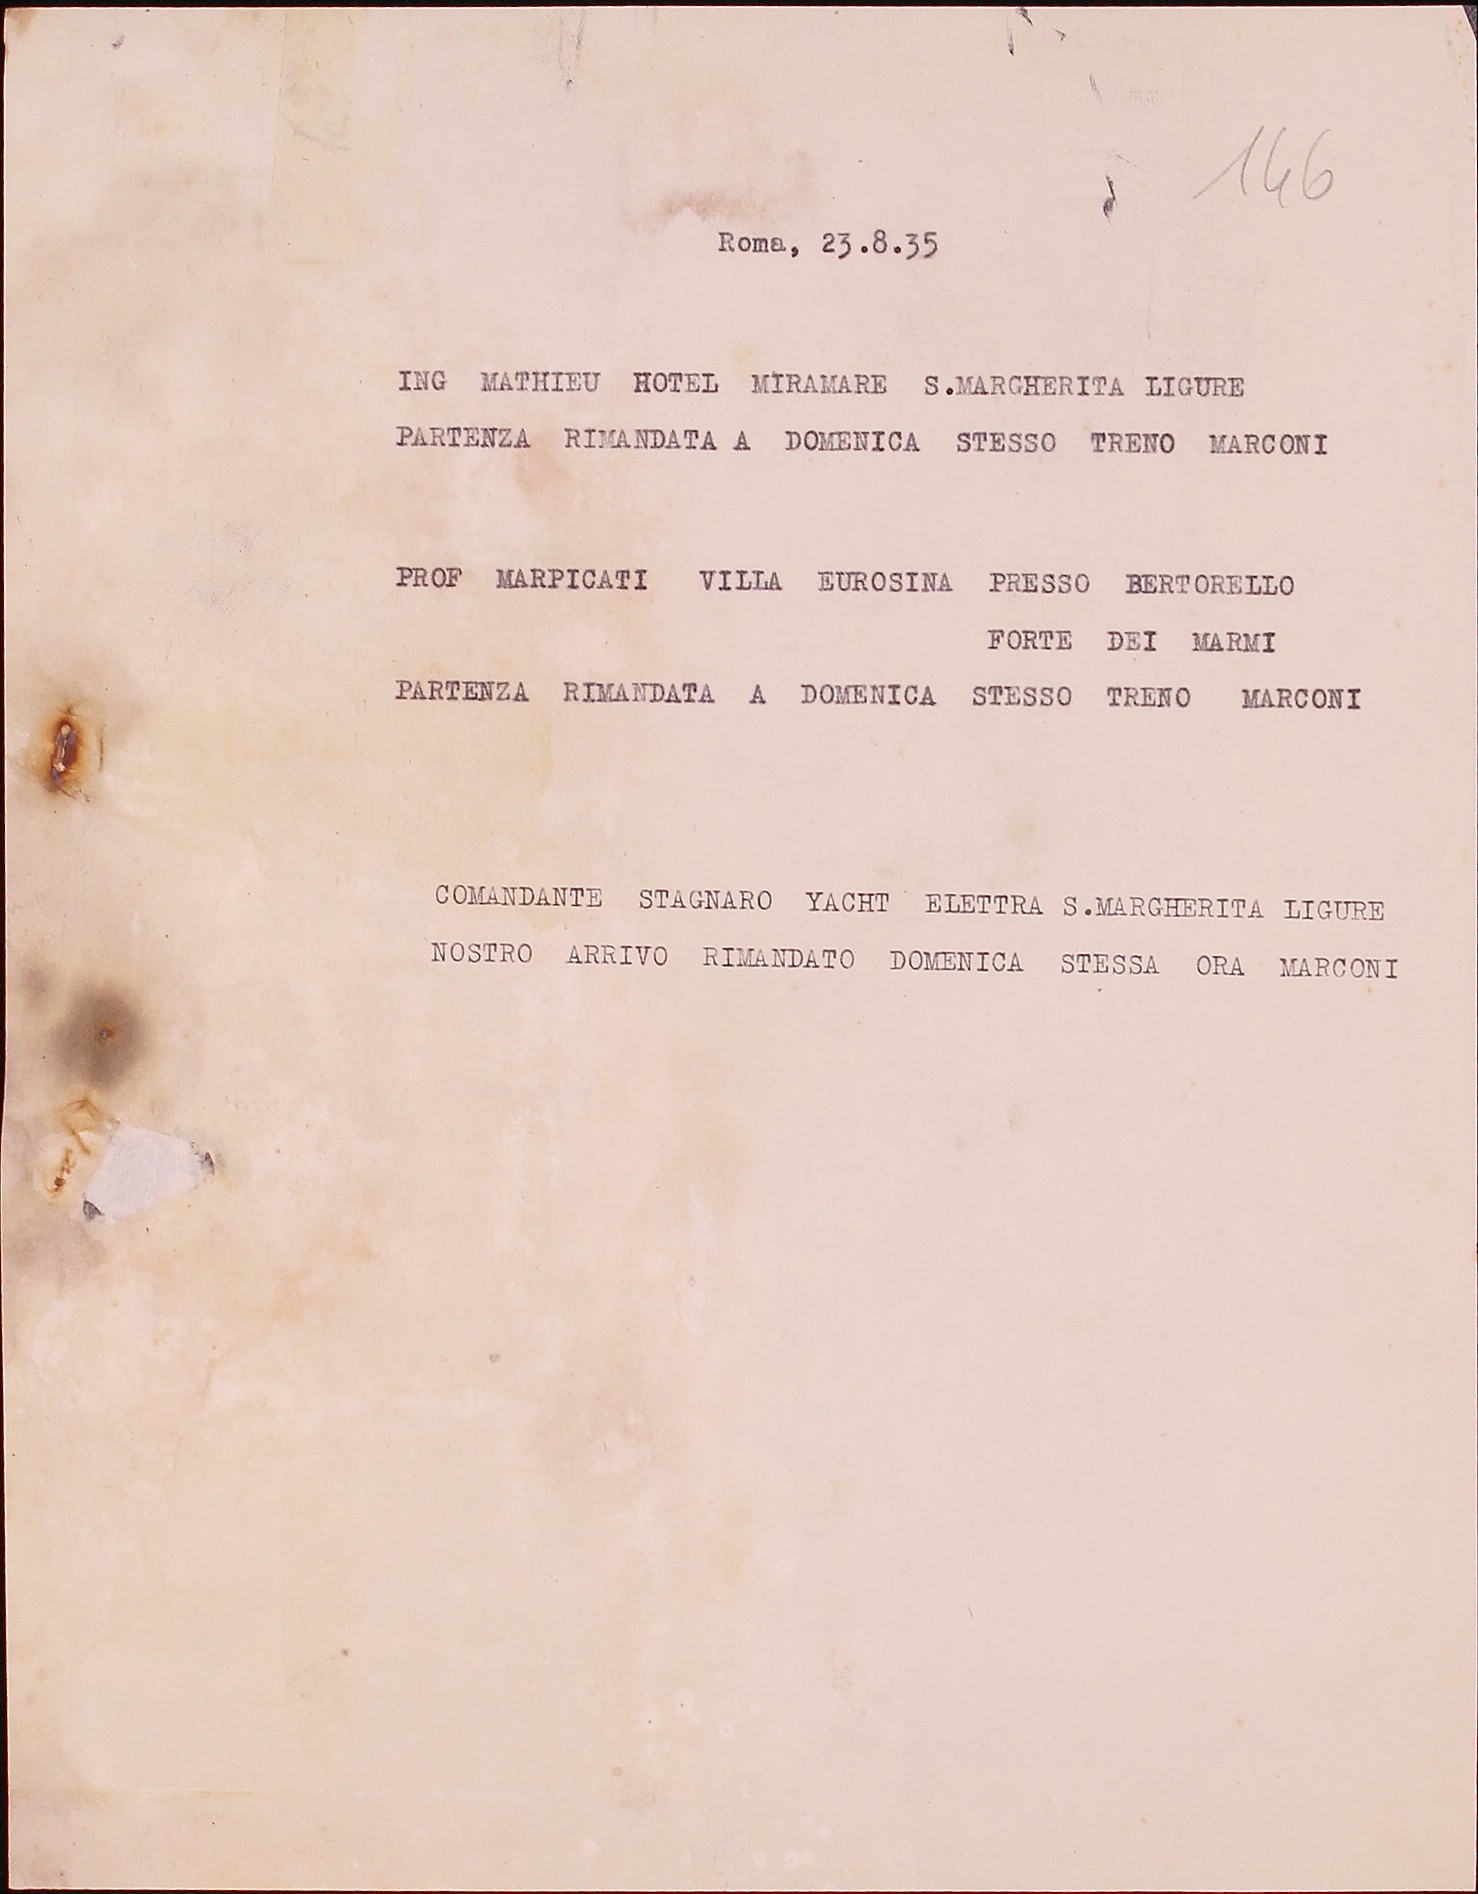 146
Roma, 23.8.35
ING MATHIEU HOTEL MIRAMARE S.MARGHERITA LIGURE
PARTENZA RIMANDATA A DOMENICA STESSO TRENO MARCONI
PROF MARPICATI VILLA EUROSINA PRESSO BERTORELLO
FORTE DEI MARMI
PARTENZA RIMANDATA A DOMENICA STESSO TRENO MARCONI
COMANDANTE STAGNARO YACHT ELETTRA S.MARGHERITA LIGURE
NOSTRO ARRIVO RIMANDATO DOMENICA STESSA ORA MARCONI